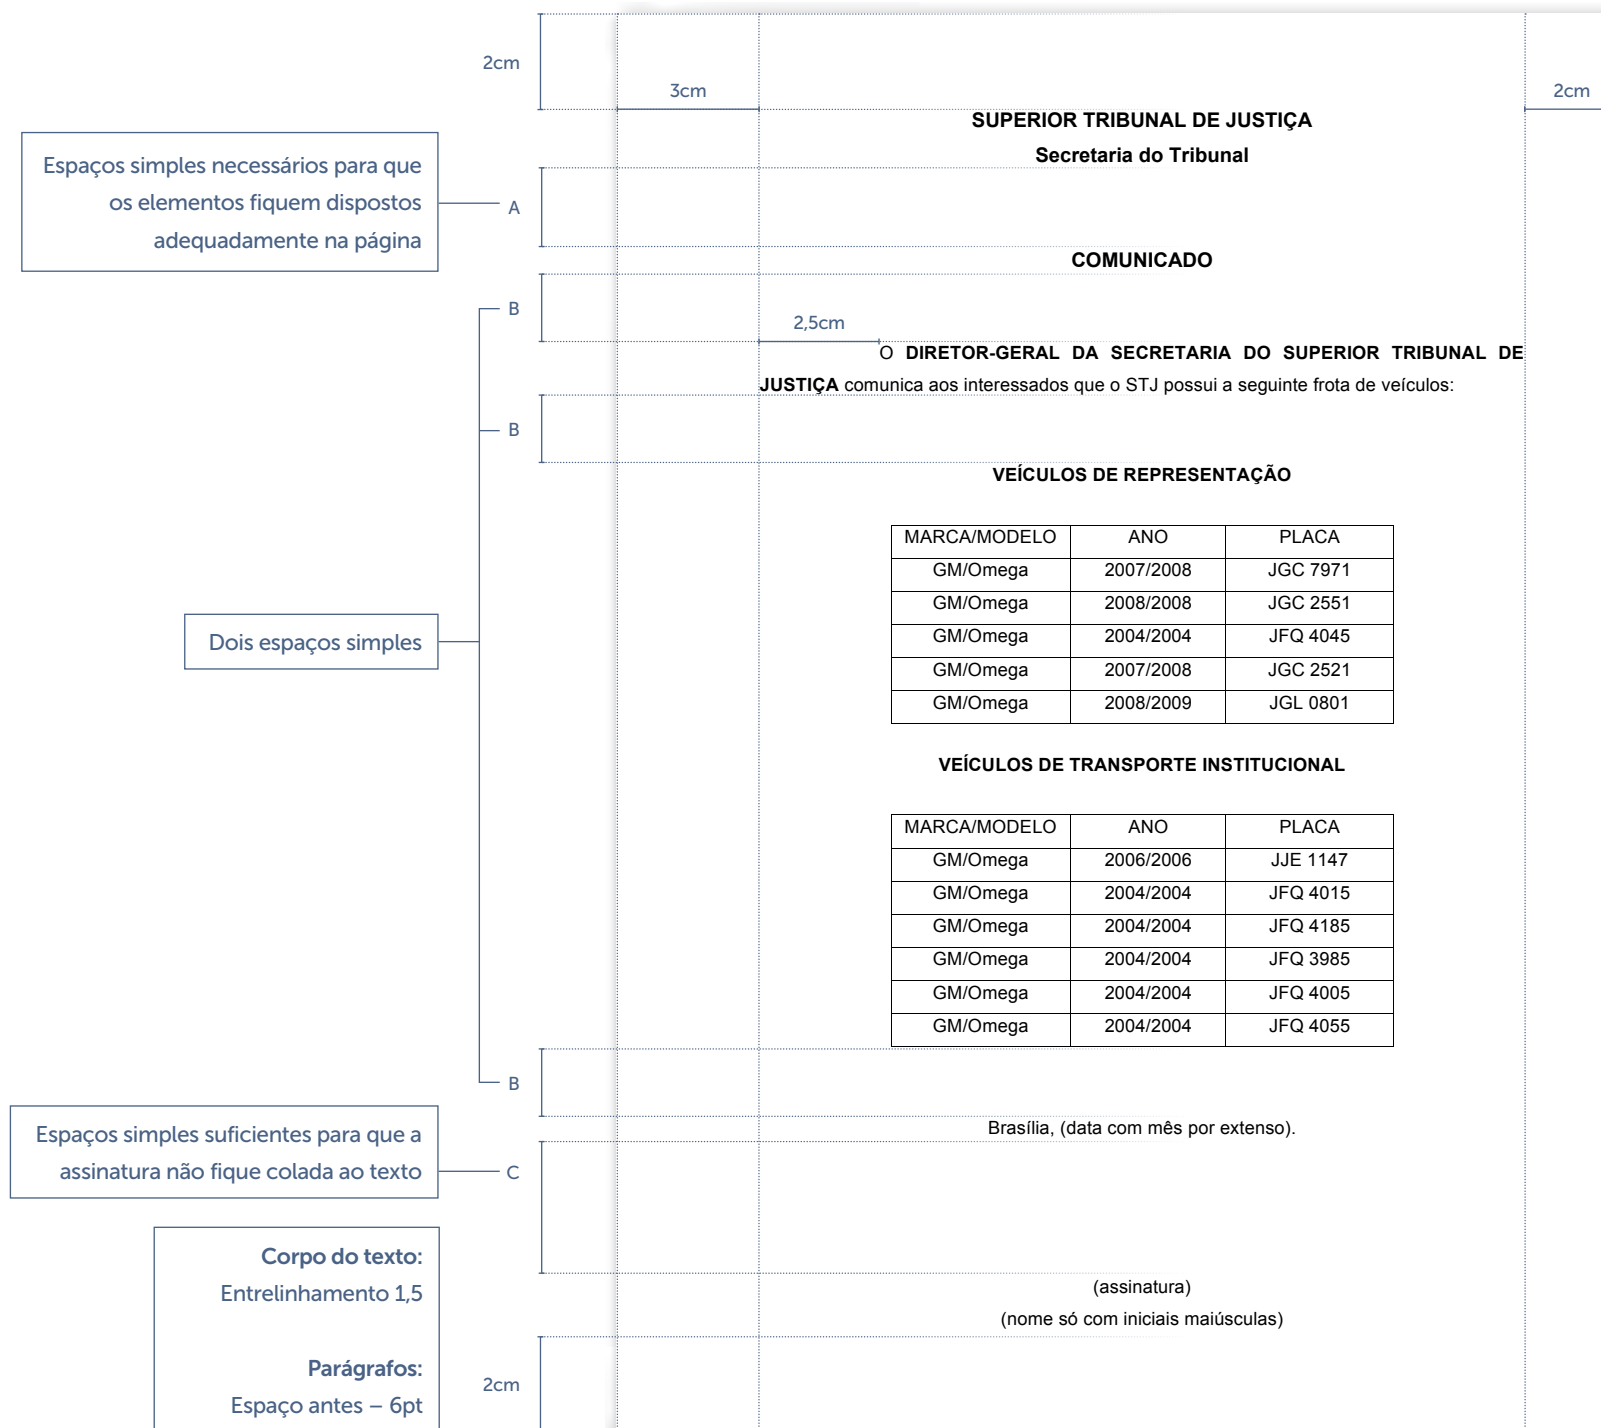 2cm
3cm
2cm
SUPERIOR TRIBUNAL DE JUSTIÇA
Secretaria do Tribunal
Espaços simples necessários para que
os elementos fiquem dispostos
adequadamente na página
A
COMUNICADO
B
2,5cm
O DIRETOR-GERAL DA SECRETARIA DO SUPERIOR TRIBUNAL DE
JUSTIÇA comunica aos interessados que o STJ possui a seguinte frota de veículos:
B
VEÍCULOS DE REPRESENTAÇÃO
MARCA/MODELO ANO PLACA
GM/Omega 2007/2008 JGC 7971
GM/Omega 2008/2008 JGC 2551
GM/Omega 2004/2004 JFQ 4045
GM/Omega 2007/2008 JGC 2521
GM/Omega 2008/2009 JGL 0801
Dois espaços simples
VEÍCULOS DE TRANSPORTE INSTITUCIONAL
MARCA/MODELO ANO PLACA
GM/Omega 2006/2006 JJE 1147
GM/Omega 2004/2004 JFQ 4015
GM/Omega 2004/2004 JFQ 4185
GM/Omega 2004/2004 JFQ 3985
GM/Omega 2004/2004 JFQ 4005
GM/Omega 2004/2004 JFQ 4055
B
Brasília, (data com mês por extenso).
Espaços simples suficientes para que a
assinatura não fique colada ao texto
C
(assinatura)
(nome só com iniciais maiúsculas)
Corpo do texto:
Entrelinhamento 1,5
Parágrafos:
Espaço antes – 6pt
2cm